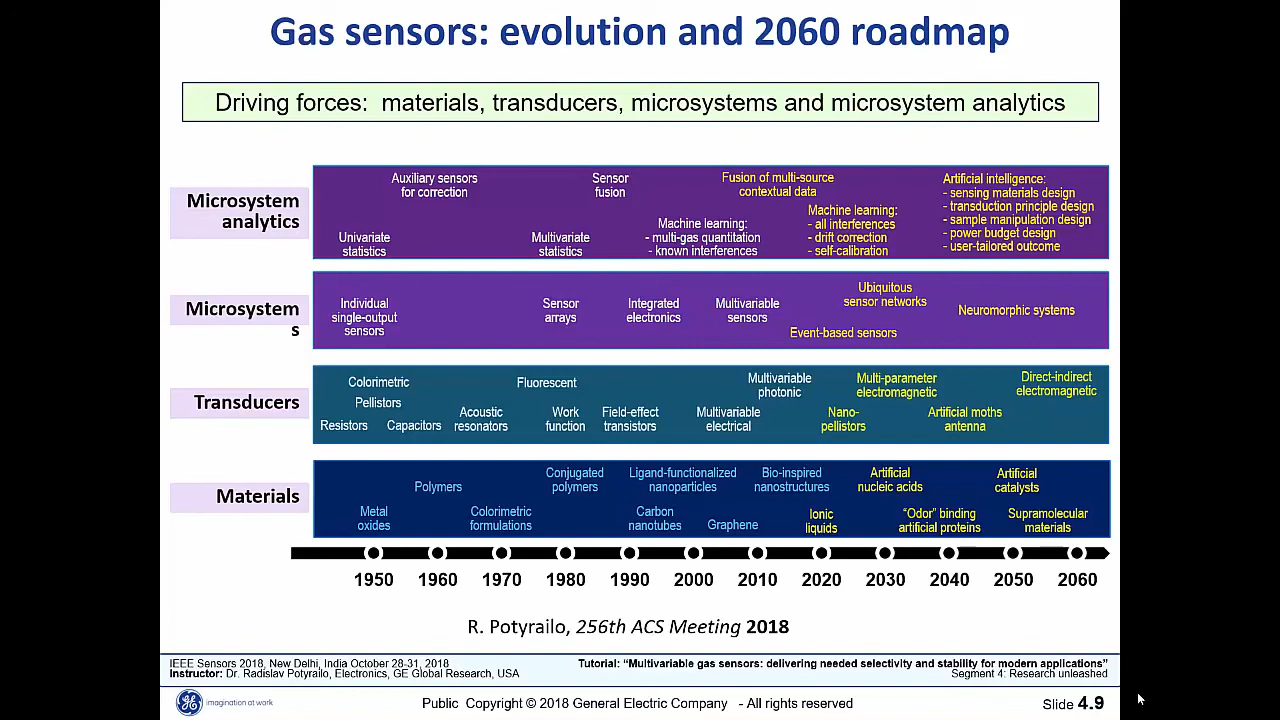 Gas sensors: evolution and 2060 roadmap
Driving forces: materials, transducers, microsystems and microsystem analytics
Microsystem
analytics
Auxiliary sensors
for correction
Sensor
fusion
Fusion of multi-source
contextual data
Artificial intelligence:
- sensing materials design
- transduction principle design
- sample manipulation design
- power budget design
- user-tailored outcome
Univariate
statistics
Multivariate
statistics
Machine learning:
- multi-gas quantitation
- known interferences
Machine learning:
- all interferences
- drift correction
- self-calibration
Microsystem
s
Individual
single-output
sensors
Sensor
arrays
Integrated
electronics
Multivariable
sensors
Ubiquitous
sensor networks
Event-based sensors
Neuromorphic systems
Transducers
Colorimetric
Pellistors
Resistors
Capacitors
Acoustic
resonators
Fluorescent
Work
function
Field-effect
transistors
Multivariable
electrical
Multivariable
photonic
Nano-
pellistors
Multi-parameter
electromagnetic
Artificial moths
antenna
Direct-indirect
electromagnetic
Materials
Metal
oxides
Polymers
Colorimetric
formulations
Conjugated
polymers
Ligand-functionalized
nanoparticles
Carbon
nanotubes
Graphene
Bio-inspired
nanostructures
Ionic
liquids
Artificial
nucleic acids
“Odor” binding
artificial proteins
Artificial
catalysts
Supramolecular
materials
1950 1960 1970 1980 1990 2000 2010 2020 2030 2040 2050 2060
R. Potyrailo, 256th ACS Meeting 2018
IEEE Sensors 2018, New Delhi, India October 28-31, 2018
Instructor: Dr. Radislav Potyrailo, Electronics, GE Global Research, USA
Tutorial: “Multivariable gas sensors: delivering needed selectivity and stability for modern applications”
Segment 4: Research unleashed
GE
imagination at work
Public Copyright © 2018 General Electric Company - All rights reserved
Slide 4.9